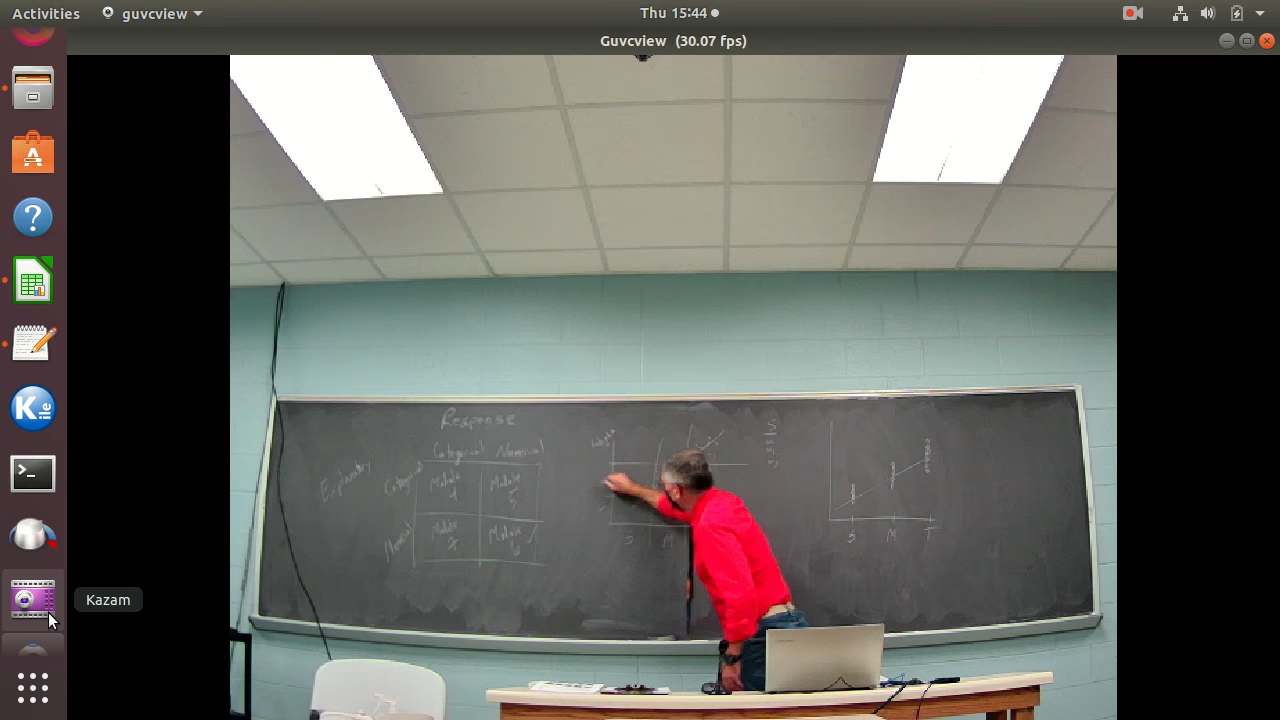 Activities guvcview Thu 15:44
Guvcview (30.07 fps)
Response
Categorical Numerical
Explanatory
Categorical
Module 4
Module 5
Numerical
Module
Module 6
S M
S
S M T
Kazam